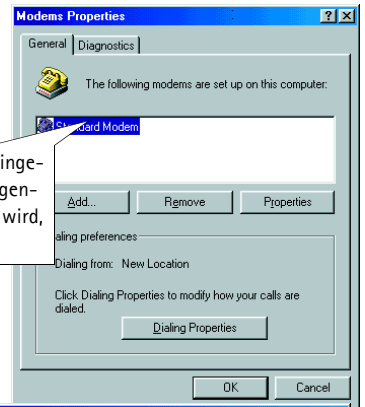 Modems Properties
General Diagnostics
The following modems are set up on this computer:
Standard Modem
inge-
gen-
wird,
Add... Remove Properties
aling preferences
Dialing from: New Location
Click Dialing Properties to modify how your calls are
dialed.
Dialing Properties
OK Cancel